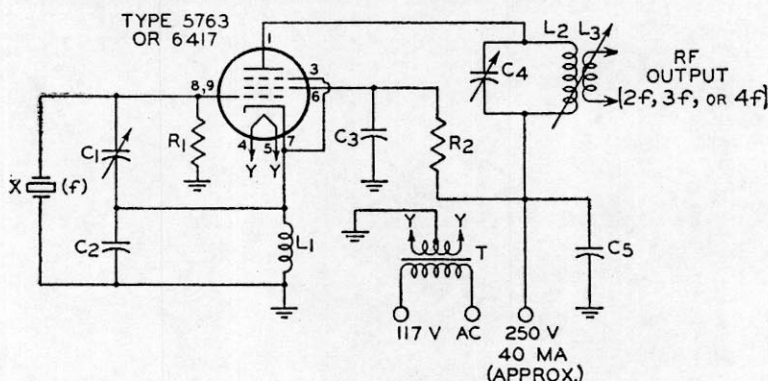 TYPE 5763
OR 6417
1
3
6
8,9
4
5
7
Y
Y
R1
C1
X (f)
C2
L1
C3
R2
C4
L2
L3
RF
OUTPUT
[2f, 3f, OR 4f]
Y
Y
T
C5
117 V AC
250 V
40 MA
(APPROX.)